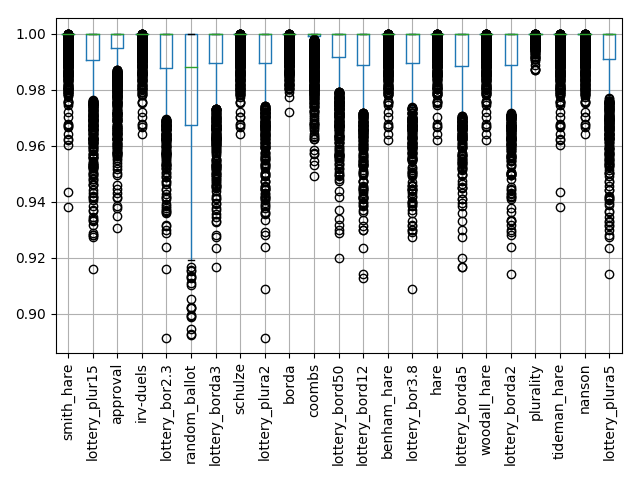 1.00
0.98
0.96
0.94
0.92
0.90
smith_hare
lottery_plur15
approval
irv-duels
lottery_bor2.3
random_ballot
lottery_borda3
schulze
lottery_plura2
borda
coombs
lottery_bord50
lottery_bord12
benham_hare
lottery_bor3.8
hare
lottery_borda5
woodall_hare
lottery_borda2
plurality
tideman_hare
nanson
lottery_plura5